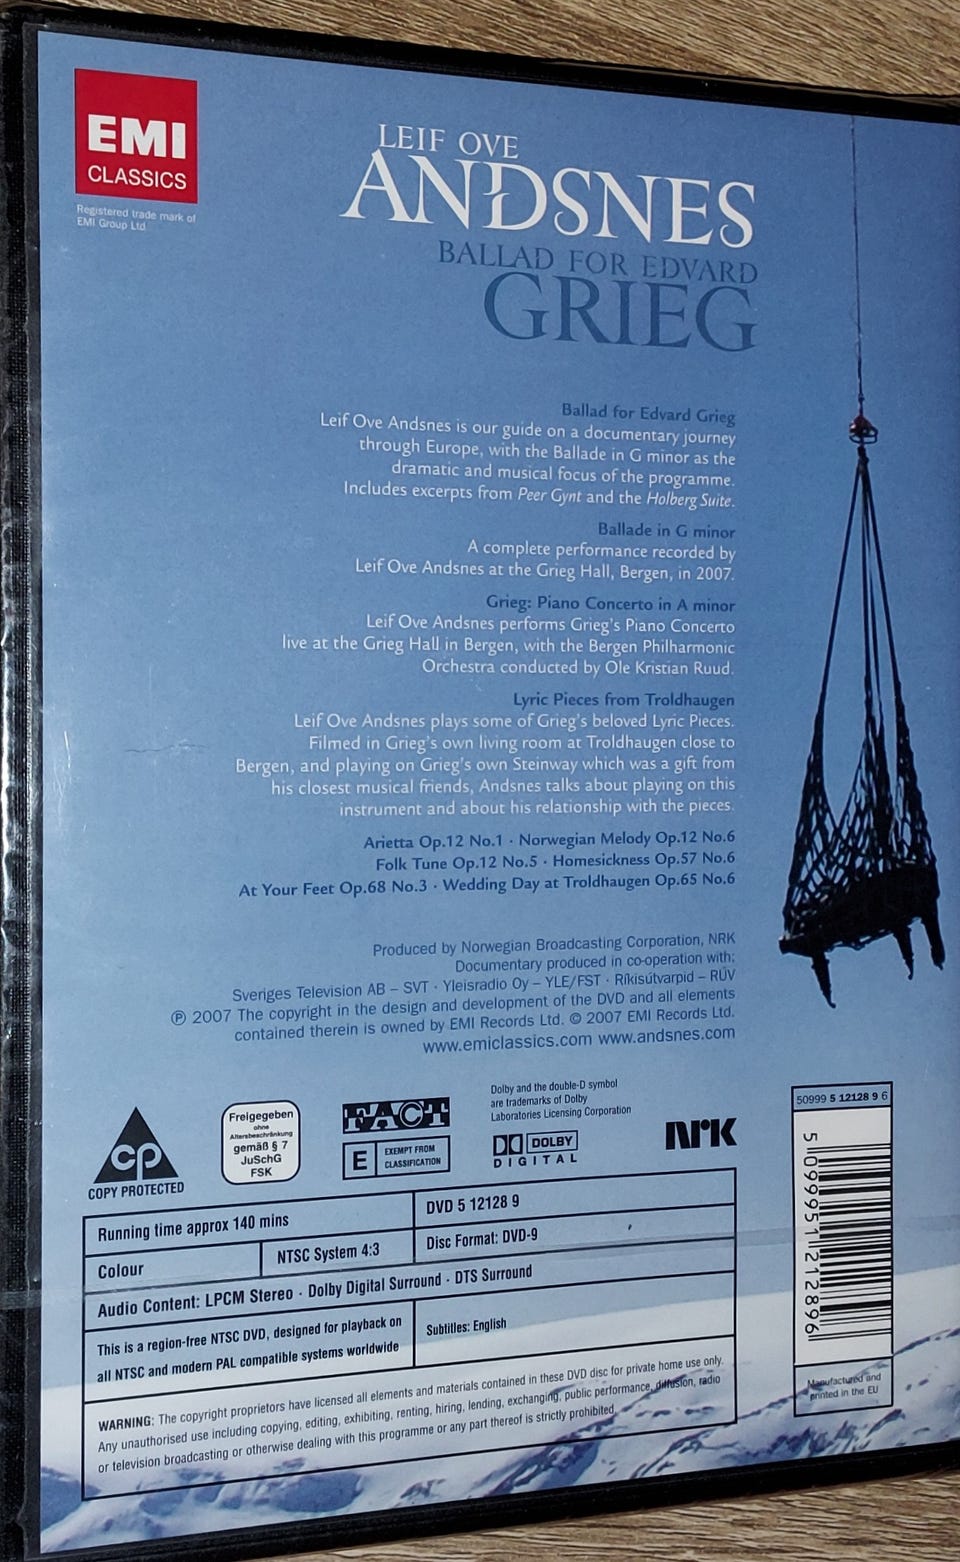 EMI
CLASSICS
Registered trade mark of
EMI Group Ltd
LEIF OVE
ANDSNES
BALLAD FOR EDVARD
GRIEG
Ballad for Edvard Grieg
Leif Ove Andsnes is our guide on a documentary journey
through Europe, with the Ballade in G minor as the
dramatic and musical focus of the programme.
Includes excerpts from Peer Gynt and the Holberg Suite.
Ballade in G minor
A complete performance recorded by
Leif Ove Andsnes at the Grieg Hall, Bergen, in 2007.
Grieg: Piano Concerto in A minor
Leif Ove Andsnes performs Grieg's Piano Concerto
live at the Grieg Hall in Bergen, with the Bergen Philharmonic
Orchestra conducted by Ole Kristian Ruud.
Lyric Pieces from Troldhaugen
Leif Ove Andsnes plays some of Grieg's beloved Lyric Pieces.
Filmed in Grieg's own living room at Troldhaugen close to
Bergen, and playing on Grieg's own Steinway which was a gift from
his closest musical friends, Andsnes talks about playing on this
instrument and about his relationship with the pieces.
Arietta Op.12 No.1 · Norwegian Melody Op.12 No.6
Folk Tune Op.12 No.5 · Homesickness Op.57 No.6
At Your Feet Op.68 No.3 · Wedding Day at Troldhaugen Op.65 No.6
Produced by Norwegian Broadcasting Corporation, NRK
Documentary produced in co-operation with:
Sveriges Television AB – SVT · Yleisradio Oy – YLE/FST · Ríkisútvarpid – RÚV
℗ 2007 The copyright in the design and development of the DVD and all elements
contained therein is owned by EMI Records Ltd. © 2007 EMI Records Ltd.
www.emiclassics.com www.andsnes.com
cp
COPY PROTECTED
Freigegeben
ohne
Altersbeschränkung
gemäß § 7
JuSchG
FSK
FACT
E EXEMPT FROM
CLASSIFICATION
Dolby and the double-D symbol
are trademarks of Dolby
Laboratories Licensing Corporation
DOLBY
DIGITAL
NRK
50999 5 12128 9 6
5 099951 212896
Manufactured and
printed in the EU
Running time approx 140 mins
DVD 5 12128 9
Colour
NTSC System 4:3
Disc Format: DVD-9
Audio Content: LPCM Stereo · Dolby Digital Surround · DTS Surround
This is a region-free NTSC DVD, designed for playback on
all NTSC and modern PAL compatible systems worldwide
Subtitles: English
WARNING: The copyright proprietors have licensed all elements and materials contained in these DVD disc for private home use only.
Any unauthorised use including copying, editing, exhibiting, renting, hiring, lending, exchanging, public performance, diffusion, radio
or television broadcasting or otherwise dealing with this programme or any part thereof is strictly prohibited.